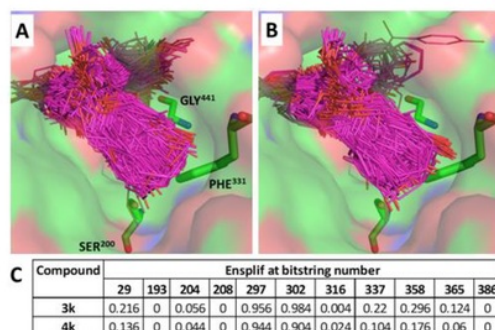 A
B
GLY441
PHE331
SER200
C
Compound Ensplif at bitstring number
29 193 204 208 297 302 316 337 358 365 386
3k 0.216 0 0.056 0 0.956 0.984 0.004 0.22 0.296 0.124 0
4k 0.136 0 0.044 0 0.944 0.904 0.024 0.104 0.176 0.06 0